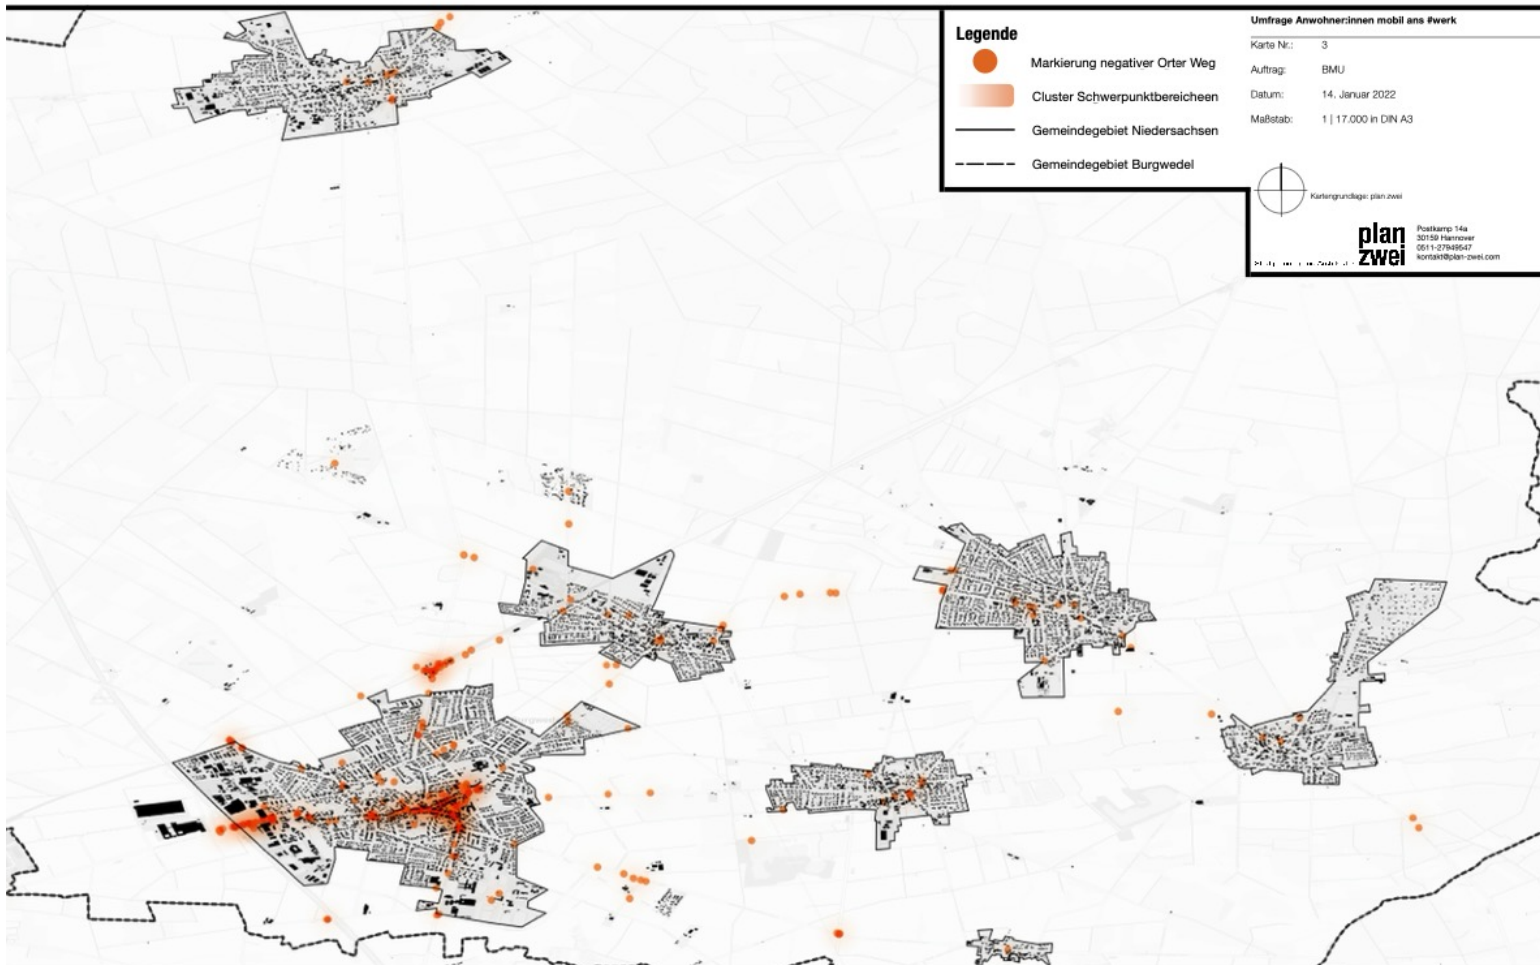 Legende
Markierung negativer Orter Weg
Cluster Schwerpunktbereicheen
Gemeindegebiet Niedersachsen
Gemeindegebiet Burgwedel
Umfrage Anwohner:innen mobil ans #werk
Karte Nr.: 3
Auftrag: BMU
Datum: 14. Januar 2022
Maßstab: 1 | 17.000 in DIN A3
Kartengrundlage: plan zwei
plan
zwei
Postkamp 14a
30159 Hannover
0511-27949547
kontakt@plan-zwei.com